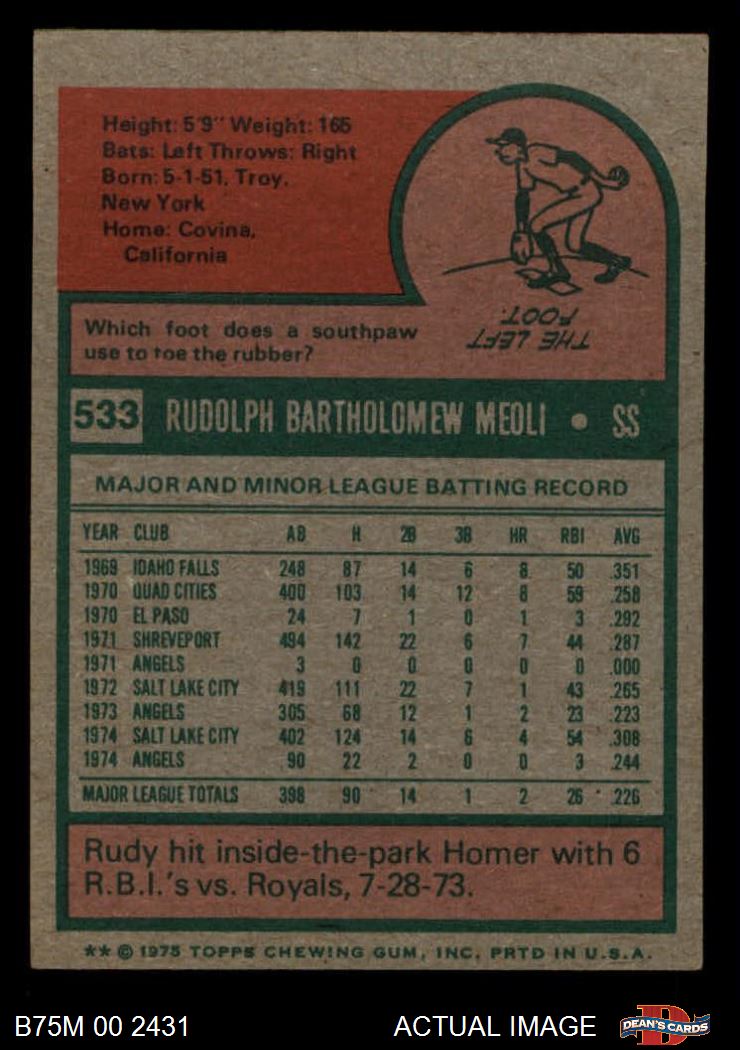 Height: 5'9" Weight: 165
Bats: Left Throws: Right
Born: 5-1-51, Troy,
New York
Home: Covina,
California
Which foot does a southpaw
use to toe the rubber?
THE LEFT
FOOT.
533 RUDOLPH BARTHOLOMEW MEOLI • SS
MAJOR AND MINOR LEAGUE BATTING RECORD
YEAR CLUB AB H 2B 3B HR RBI AVG
1969 IDAHO FALLS 248 87 14 6 8 50 .351
1970 QUAD CITIES 400 103 14 12 8 59 .258
1970 EL PASO 24 7 1 0 1 3 .292
1971 SHREVEPORT 494 142 22 6 7 44 .287
1971 ANGELS 3 0 0 0 0 0 .000
1972 SALT LAKE CITY 419 111 22 7 1 43 .265
1973 ANGELS 305 68 12 1 2 23 .223
1974 SALT LAKE CITY 402 124 14 6 4 54 .308
1974 ANGELS 90 22 2 0 0 3 .244
MAJOR LEAGUE TOTALS 398 90 14 1 2 26 .226
Rudy hit inside-the-park Homer with 6
R.B.I.'s vs. Royals, 7-28-73.
** © 1975 TOPPS CHEWING GUM, INC. PRTD IN U.S.A.
B75M 00 2431 ACTUAL IMAGE D DEAN'S CARDS